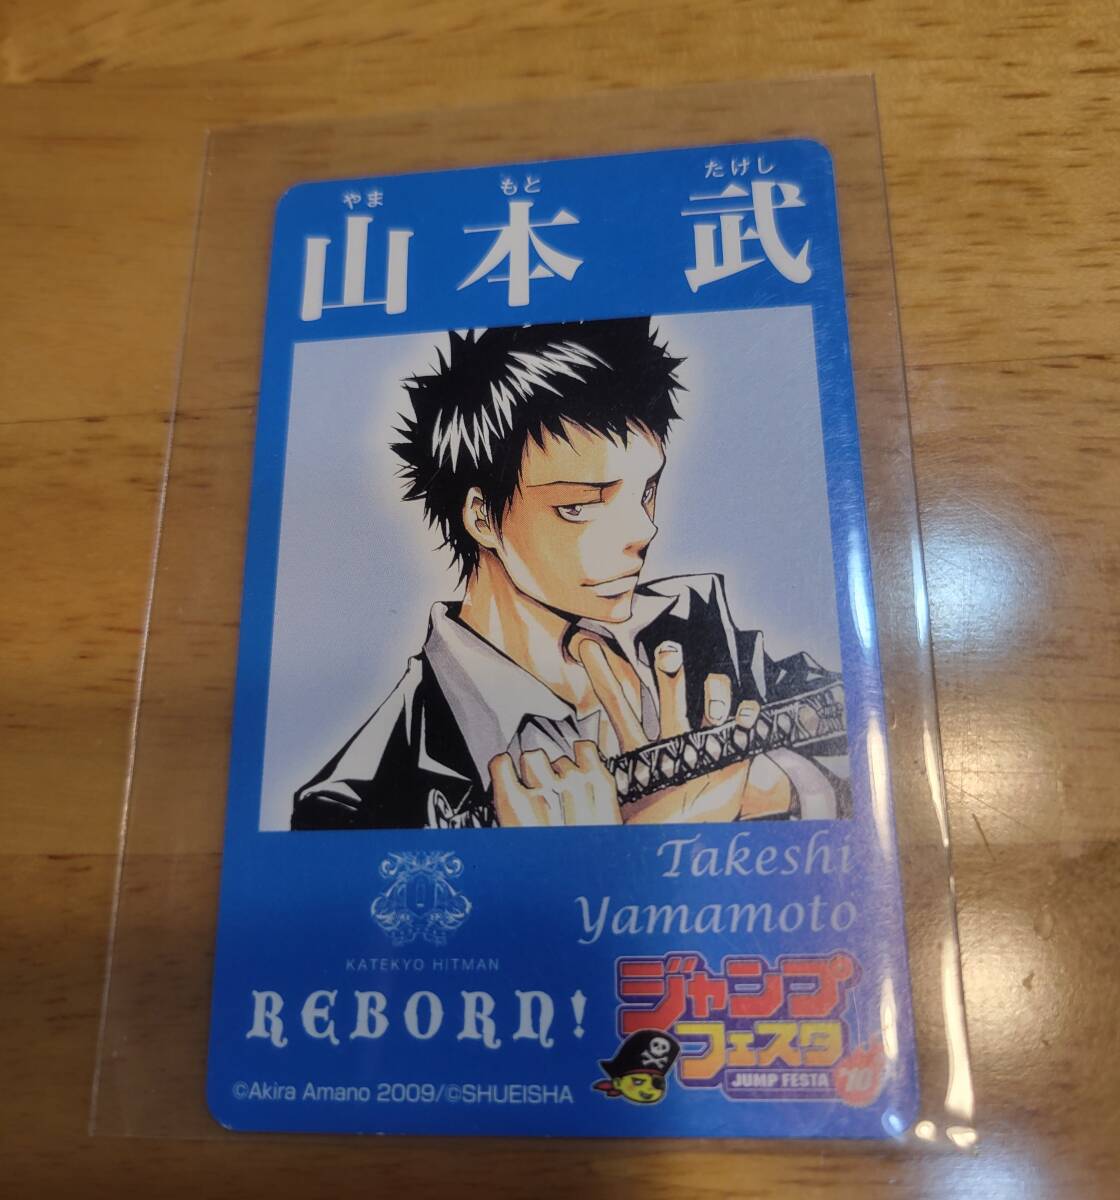 やま もと たけし
山本 武
Takeshi
Yamamoto
KATEKYO HITMAN
REBORN!
ジャンプ
フェスタ
JUMP FESTA '10
©Akira Amano 2009/©SHUEISHA